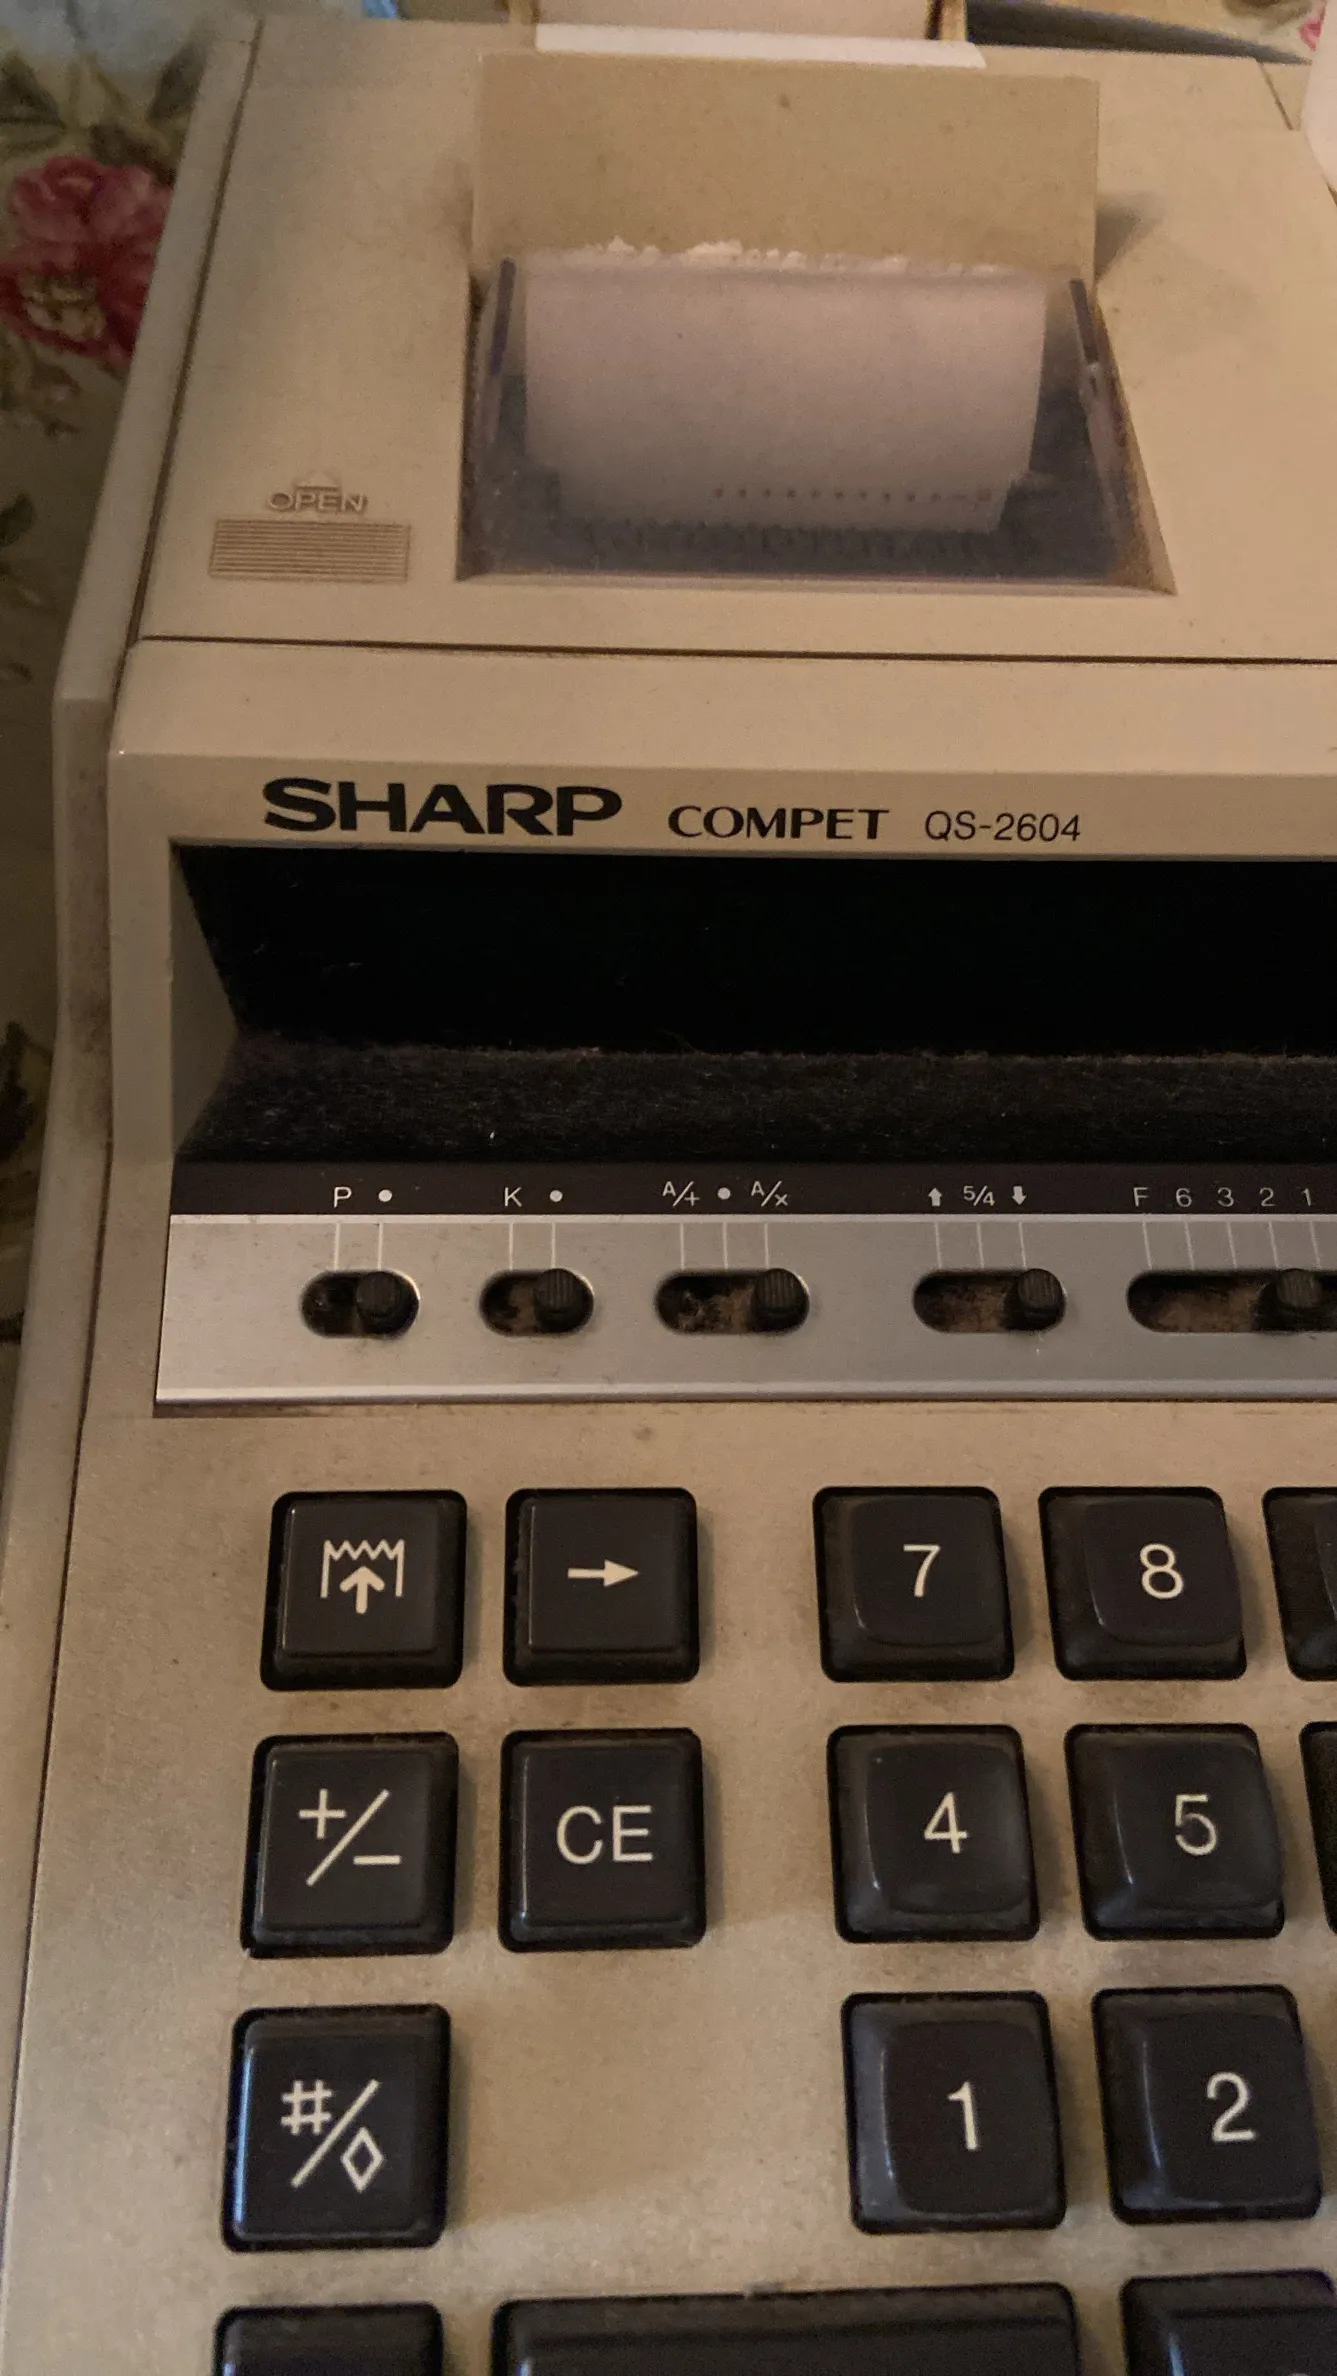 OPEN
SHARP COMPET QS-2604
P • K • A/+ • A/× ⬆ 5/4 ⬇ F 6 3 2 1
→ 7 8
+/− CE 4 5
#/◊ 1 2